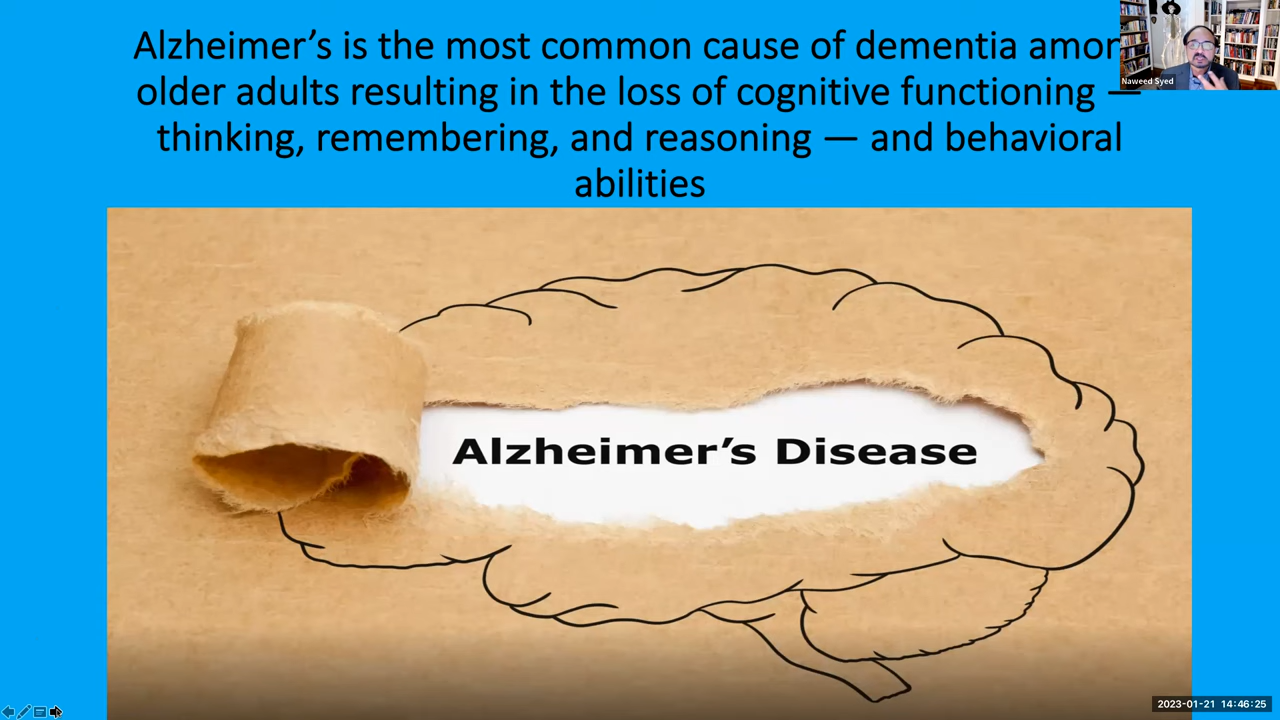 Alzheimer’s is the most common cause of dementia
older adults resulting in the loss of cognitive functioning —
thinking, remembering, and reasoning — and behavioral
abilities
Naweed Syed
Alzheimer’s Disease
2023-01-21 14:46:25